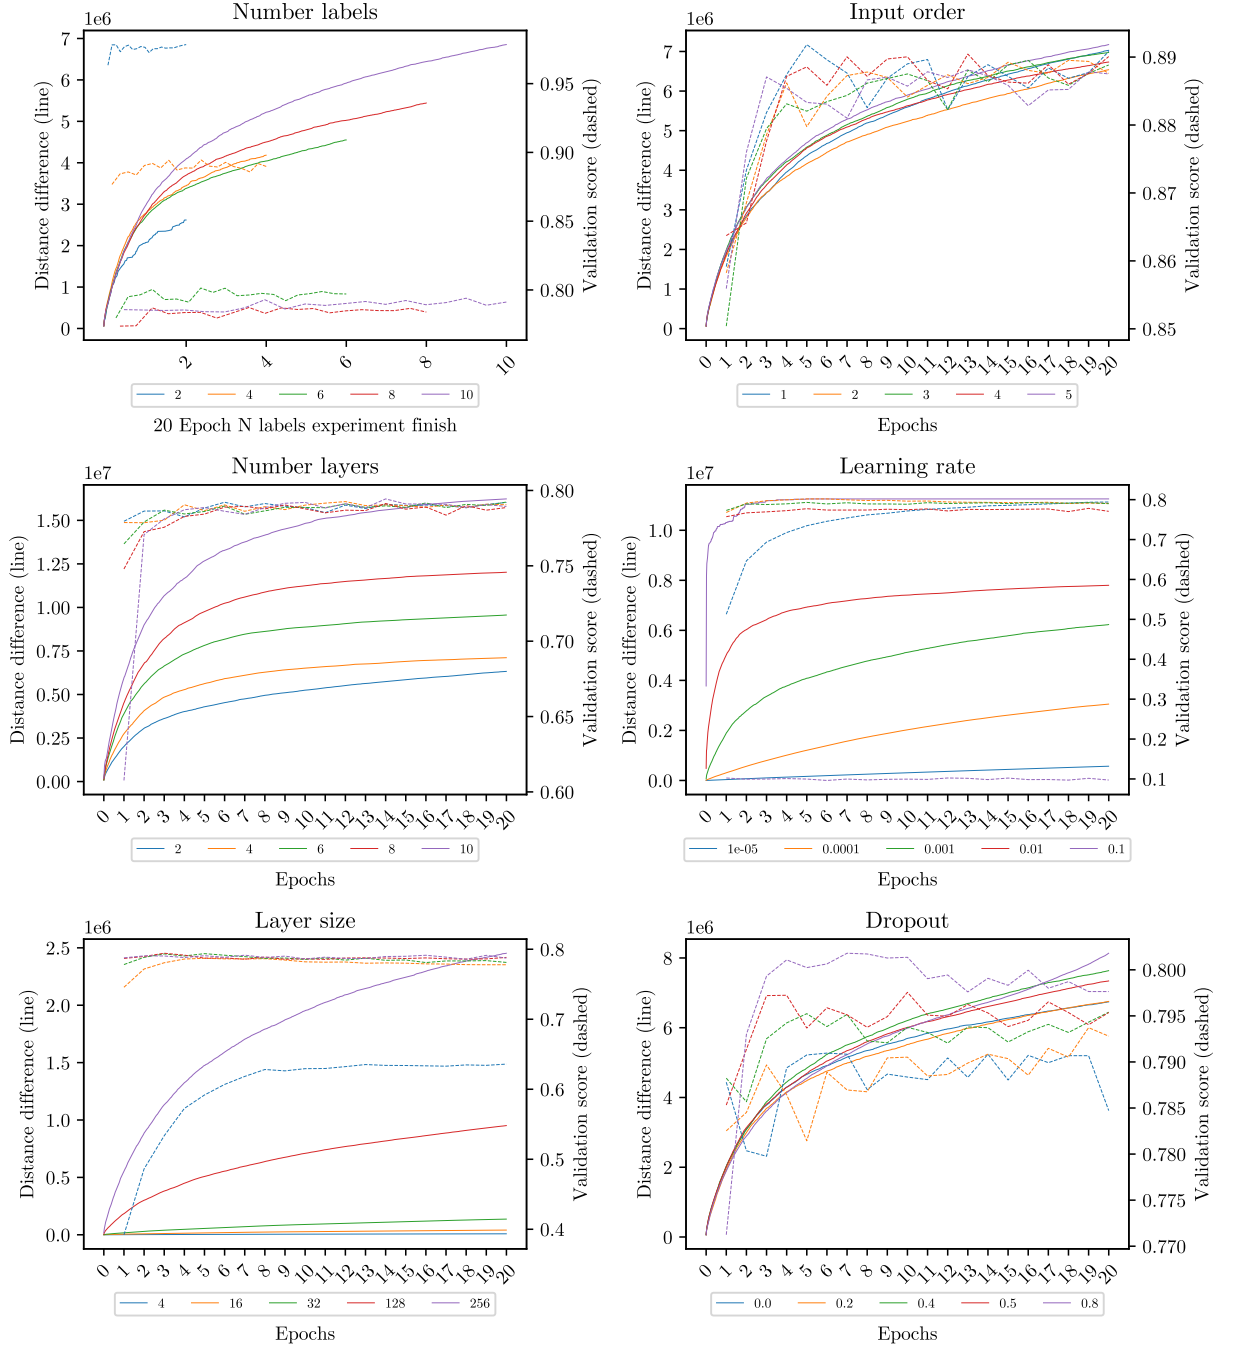 Number labels
1e6
Distance difference (line)
7
6
5
4
3
2
1
0
0.95
0.90
0.85
0.80
Validation score (dashed)
2 4 6 8 10
2 4 6 8 10
20 Epoch N labels experiment finish
Input order
1e6
Distance difference (line)
7
6
5
4
3
2
1
0
0.89
0.88
0.87
0.86
0.85
Validation score (dashed)
0 1 2 3 4 5 6 7 8 9 10 11 12 13 14 15 16 17 18 19 20
1 2 3 4 5
Epochs
Number layers
1e7
Distance difference (line)
1.50
1.25
1.00
0.75
0.50
0.25
0.00
0.80
0.75
0.70
0.65
0.60
Validation score (dashed)
0 1 2 3 4 5 6 7 8 9 10 11 12 13 14 15 16 17 18 19 20
2 4 6 8 10
Epochs
Learning rate
1e7
Distance difference (line)
1.0
0.8
0.6
0.4
0.2
0.0
0.8
0.7
0.6
0.5
0.4
0.3
0.2
0.1
Validation score (dashed)
0 1 2 3 4 5 6 7 8 9 10 11 12 13 14 15 16 17 18 19 20
1e-05 0.0001 0.001 0.01 0.1
Epochs
Layer size
1e6
Distance difference (line)
2.5
2.0
1.5
1.0
0.5
0.0
0.8
0.7
0.6
0.5
0.4
Validation score (dashed)
0 1 2 3 4 5 6 7 8 9 10 11 12 13 14 15 16 17 18 19 20
4 16 32 128 256
Epochs
Dropout
1e6
Distance difference (line)
8
6
4
2
0
0.800
0.795
0.790
0.785
0.780
0.775
0.770
Validation score (dashed)
0 1 2 3 4 5 6 7 8 9 10 11 12 13 14 15 16 17 18 19 20
0.0 0.2 0.4 0.5 0.8
Epochs